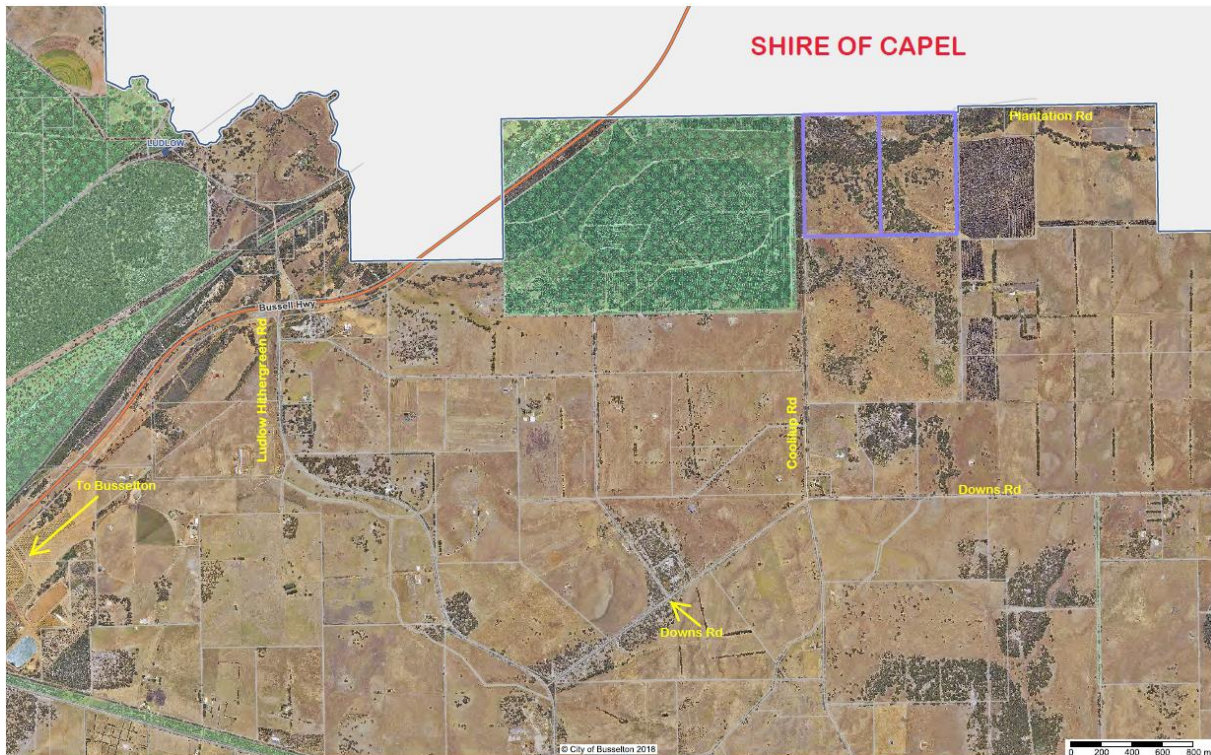 SHIRE OF CAPEL
Plantation Rd
LUDLOW
Bussell Hwy
Ludlow Hithergreen Rd
Coolilup Rd
To Busselton
Downs Rd
Downs Rd
© City of Busselton 2018
0 200 400 600 800 m